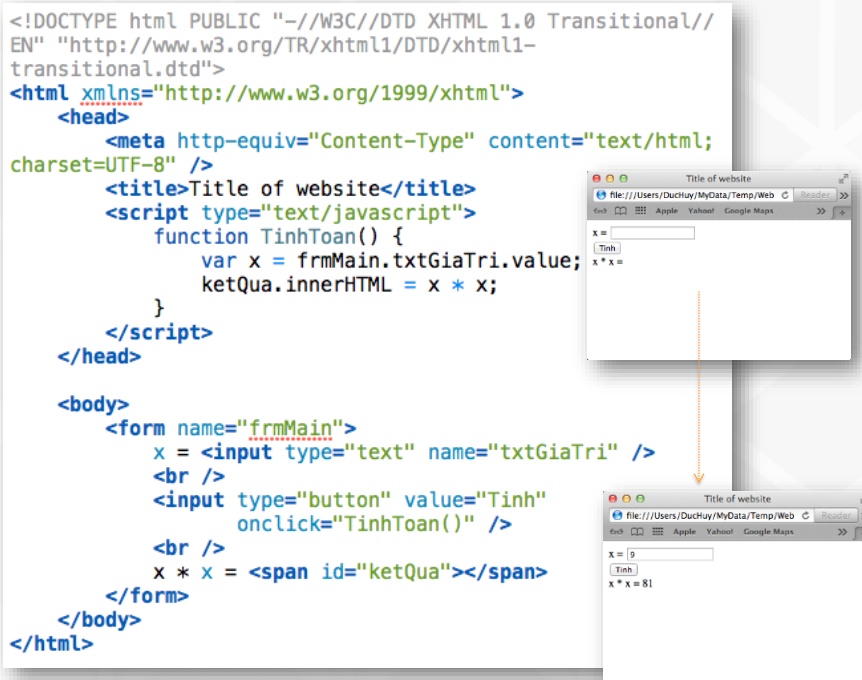 <!DOCTYPE html PUBLIC "-//W3C//DTD XHTML 1.0 Transitional//
EN" "http://www.w3.org/TR/xhtml1/DTD/xhtml1-
transitional.dtd">
<html xmlns="http://www.w3.org/1999/xhtml">
    <head>
        <meta http-equiv="Content-Type" content="text/html;
charset=UTF-8" />
        <title>Title of website</title>
        <script type="text/javascript">
            function TinhToan() {
                var x = frmMain.txtGiaTri.value;
                ketQua.innerHTML = x * x;
            }
        </script>
    </head>
    <body>
        <form name="frmMain">
            x = <input type="text" name="txtGiaTri" />
            <br />
            <input type="button" value="Tinh"
                   onclick="TinhToan()" />
            <br />
            x * x = <span id="ketQua"></span>
        </form>
    </body>
</html>
Title of website
file:///Users/DucHuy/MyData/Temp/Web Reader >>
Apple Yahoo! Google Maps >> +
x =
Tinh
x * x =
Title of website
file:///Users/DucHuy/MyData/Temp/Web Reader
Apple Yahoo! Google Maps >>
x = 9
Tinh
x * x = 81